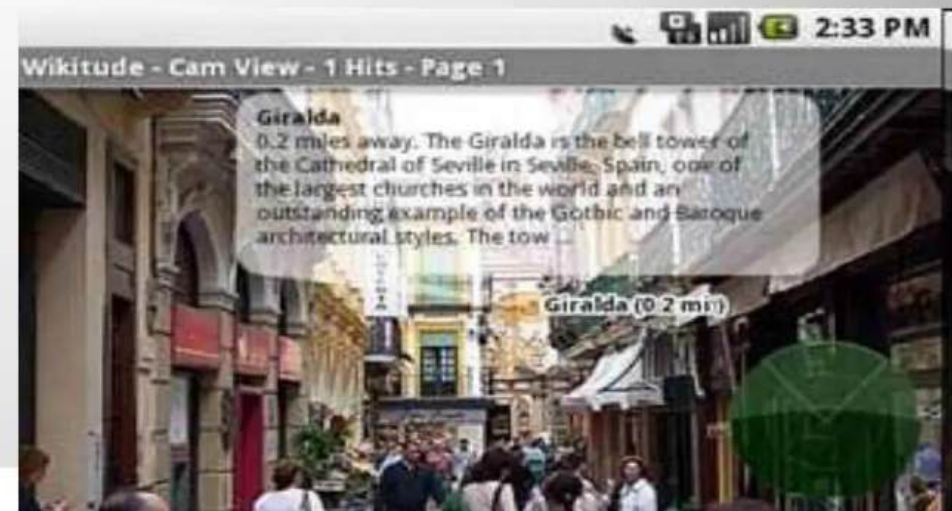 2:33 PM
Wikitude - Cam View - 1 Hits - Page 1
Giralda
0.2 miles away. The Giralda is the bell tower of
the Cathedral of Seville in Seville, Spain, one of
the largest churches in the world and an
outstanding example of the Gothic and Baroque
architectural styles. The tow ...
Giralda (0.2 mi)